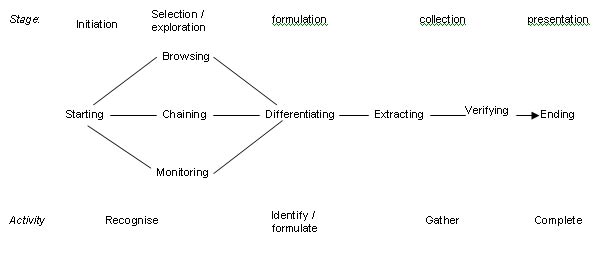 Stage:
Initiation
Selection /
exploration
formulation
collection
presentation
Browsing
Starting
Chaining
Differentiating
Extracting
Verifying
Ending
Monitoring
Activity
Recognise
Identify /
formulate
Gather
Complete